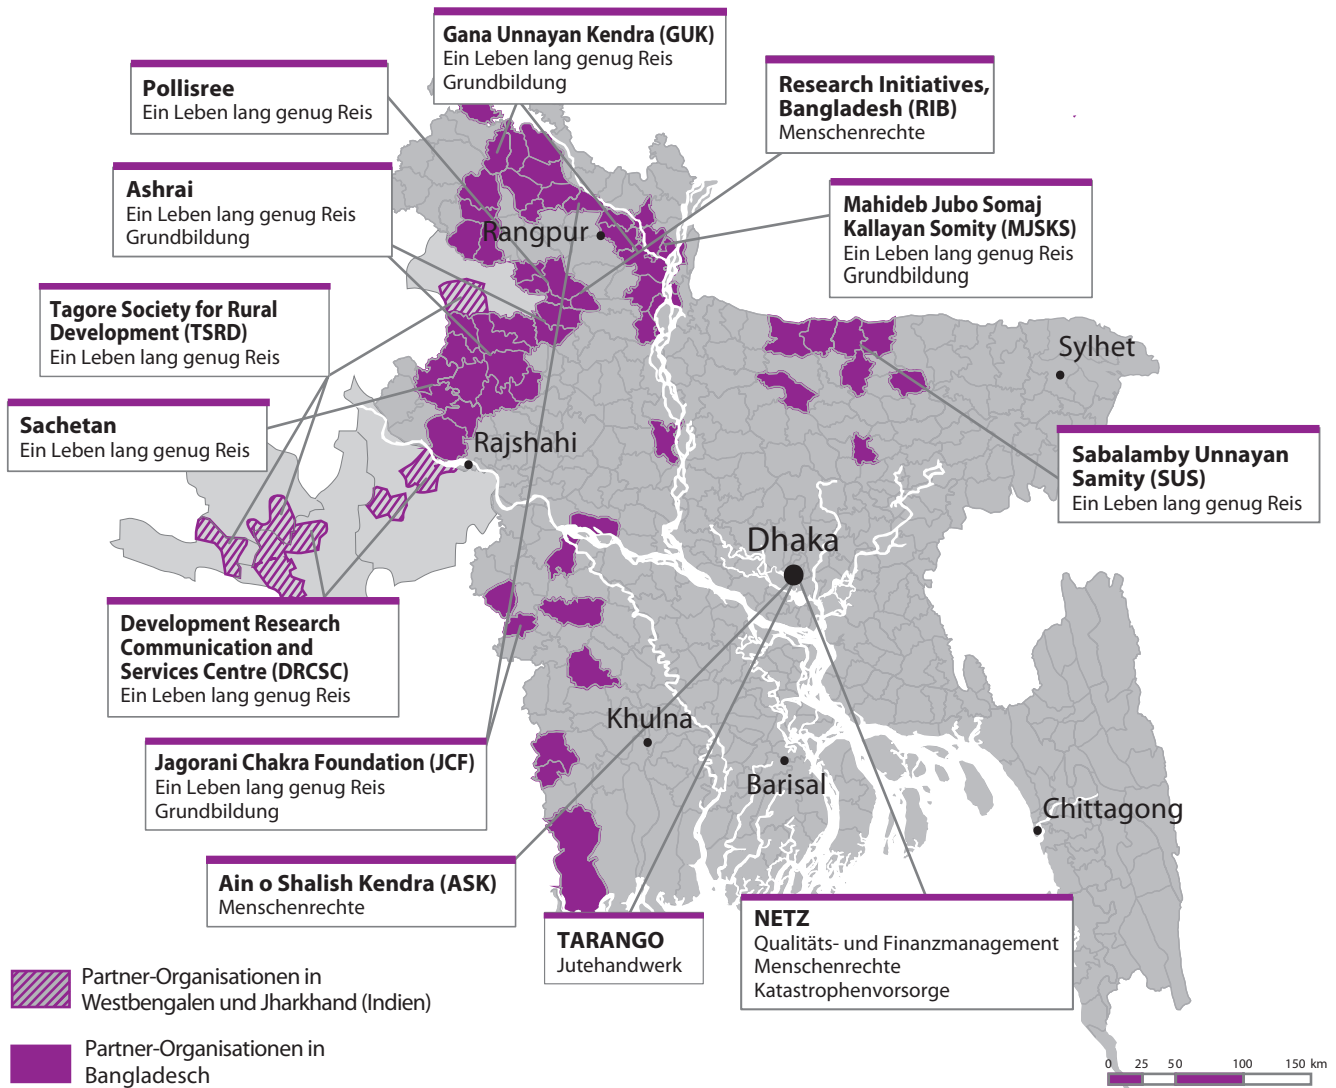 Gana Unnayan Kendra (GUK)
Ein Leben lang genug Reis
Grundbildung
Pollisree
Ein Leben lang genug Reis
Research Initiatives,
Bangladesh (RIB)
Menschenrechte
Ashrai
Ein Leben lang genug Reis
Grundbildung
Mahideb Jubo Somaj
Kallayan Somity (MJSKS)
Ein Leben lang genug Reis
Grundbildung
Rangpur
Tagore Society for Rural
Development (TSRD)
Ein Leben lang genug Reis
Sylhet
Sachetan
Ein Leben lang genug Reis
Rajshahi
Sabalamby Unnayan
Samity (SUS)
Ein Leben lang genug Reis
Dhaka
Development Research
Communication and
Services Centre (DRCSC)
Ein Leben lang genug Reis
Khulna
Jagorani Chakra Foundation (JCF)
Ein Leben lang genug Reis
Grundbildung
Barisal
Chittagong
Ain o Shalish Kendra (ASK)
Menschenrechte
TARANGO
Jutehandwerk
NETZ
Qualitäts- und Finanzmanagement
Menschenrechte
Katastrophenvorsorge
Partner-Organisationen in
Westbengalen und Jharkhand (Indien)
Partner-Organisationen in
Bangladesch
0 25 50 100 150 km